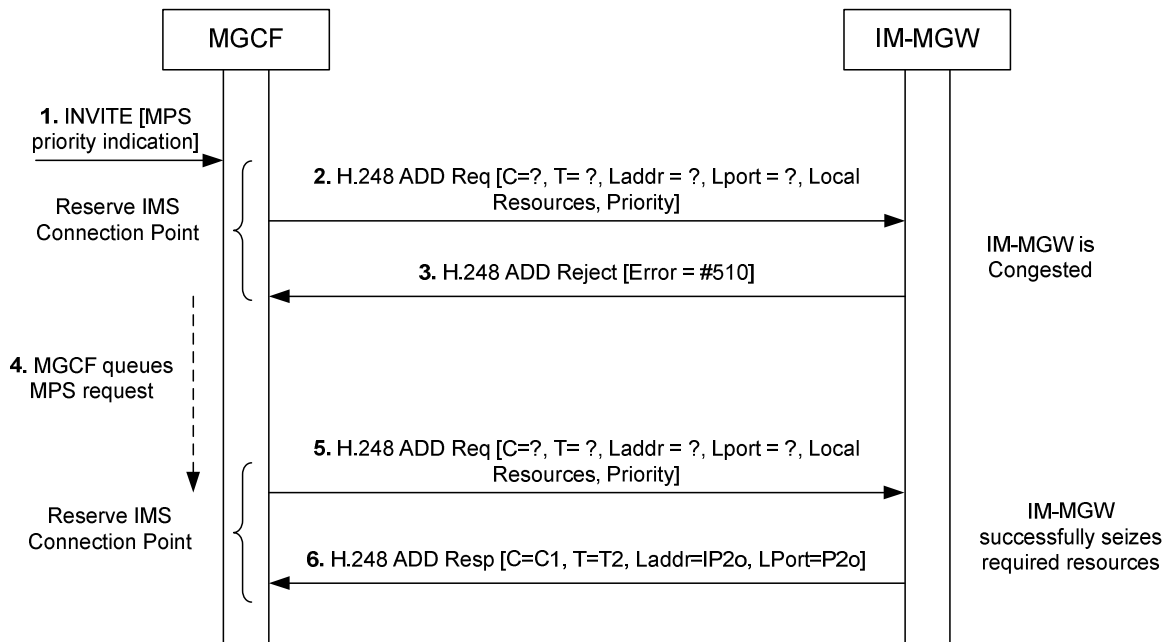 MGCF
IM-MGW
1. INVITE [MPS
priority indication]
2. H.248 ADD Req [C=?, T= ?, Laddr = ?, Lport = ?, Local
Resources, Priority]
Reserve IMS
Connection Point
IM-MGW is
Congested
3. H.248 ADD Reject [Error = #510]
4. MGCF queues
MPS request
5. H.248 ADD Req [C=?, T= ?, Laddr = ?, Lport = ?, Local
Resources, Priority]
Reserve IMS
Connection Point
IM-MGW
successfully seizes
required resources
6. H.248 ADD Resp [C=C1, T=T2, Laddr=IP2o, LPort=P2o]